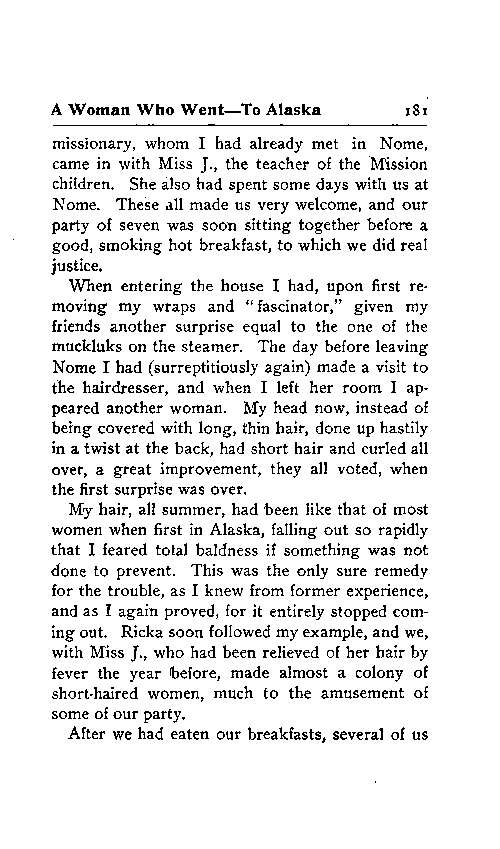 A Woman Who Went—To Alaska 181
missionary, whom I had already met in Nome,
came in with Miss J., the teacher of the Mission
children. She also had spent some days with us at
Nome. These all made us very welcome, and our
party of seven was soon sitting together before a
good, smoking hot breakfast, to which we did real
justice.
When entering the house I had, upon first re-
moving my wraps and "fascinator," given my
friends another surprise equal to the one of the
muckluks on the steamer. The day before leaving
Nome I had (surreptitiously again) made a visit to
the hairdresser, and when I left her room I ap-
peared another woman. My head now, instead of
being covered with long, thin hair, done up hastily
in a twist at the back, had short hair and curled all
over, a great improvement, they all voted, when
the first surprise was over.
My hair, all summer, had been like that of most
women when first in Alaska, falling out so rapidly
that I feared total baldness if something was not
done to prevent. This was the only sure remedy
for the trouble, as I knew from former experience,
and as I again proved, for it entirely stopped com-
ing out. Ricka soon followed my example, and we,
with Miss J., who had been relieved of her hair by
fever the year before, made almost a colony of
short-haired women, much to the amusement of
some of our party.
After we had eaten our breakfasts, several of us